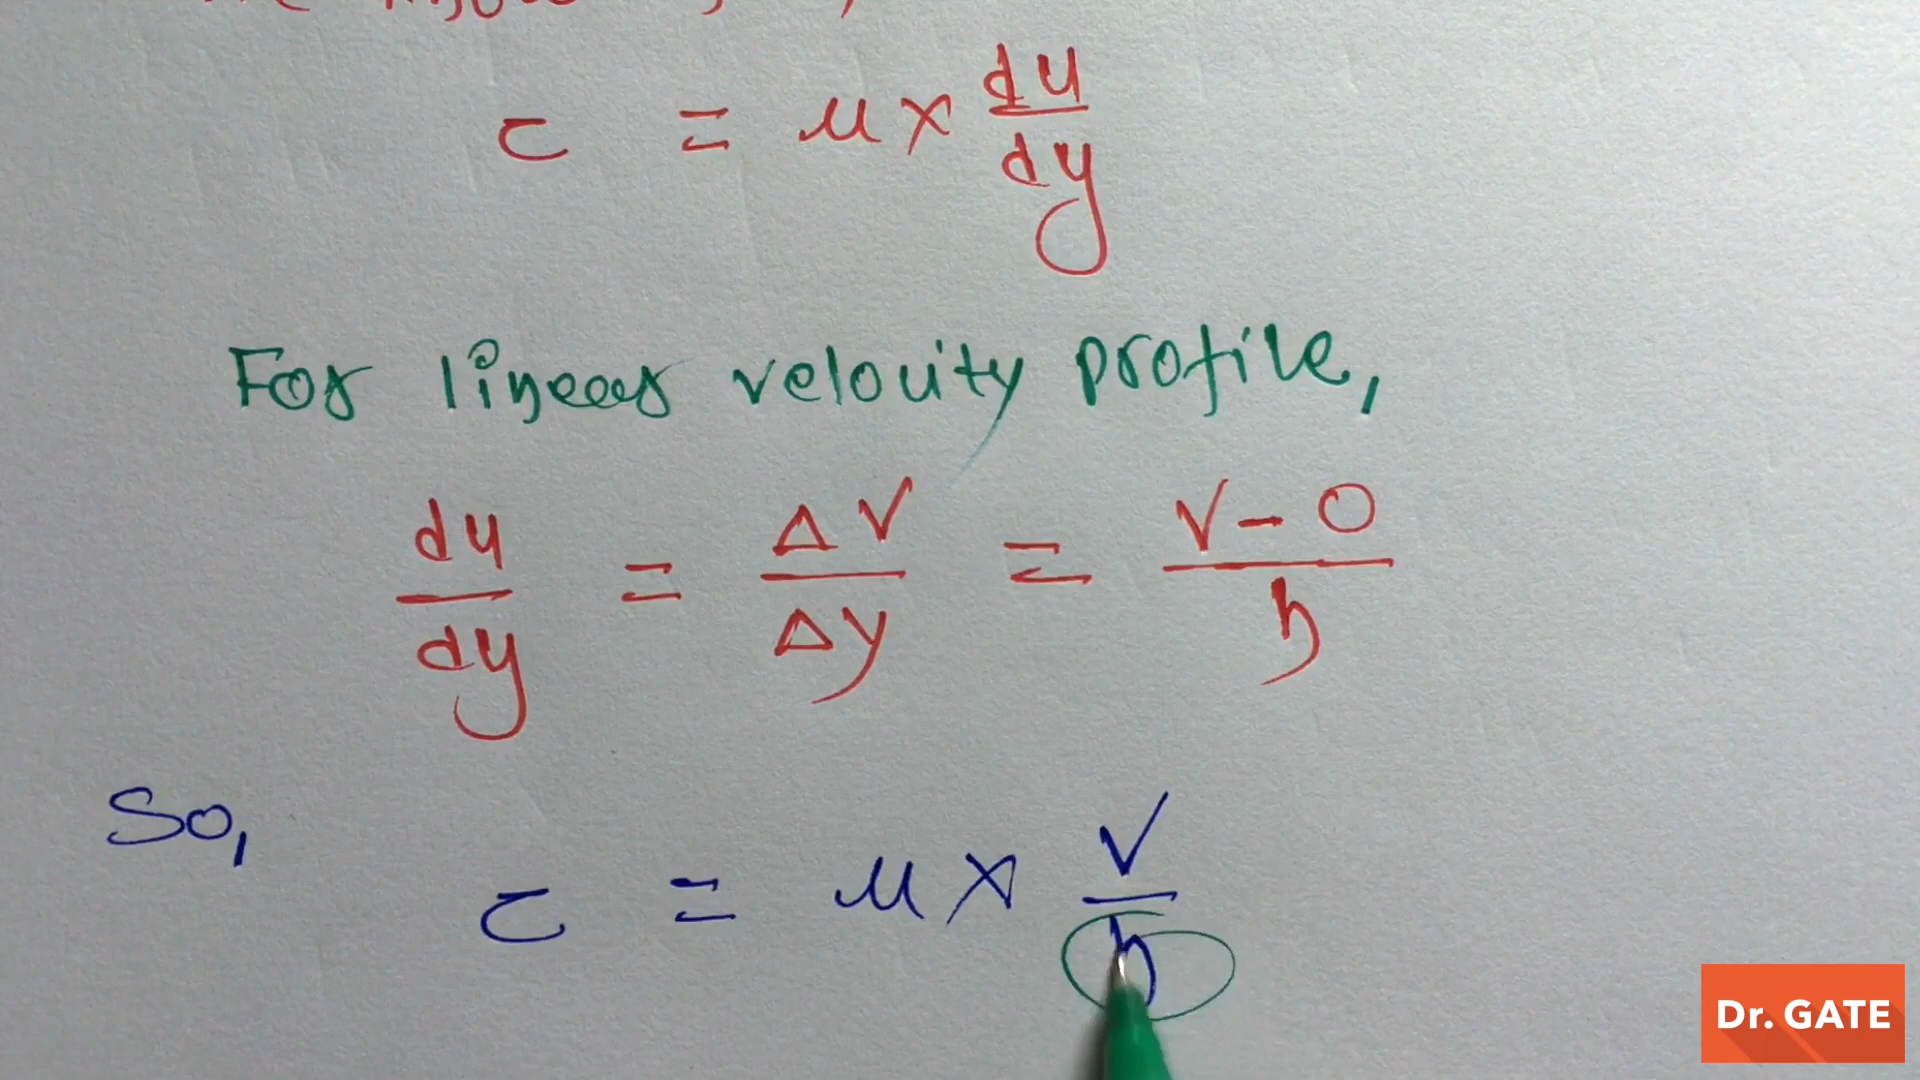 τ = μ × du/dy
For linear velocity profile,
du/dy = ΔV/Δy = V-0/h
So,
τ = μ × V/h
Dr. GATE